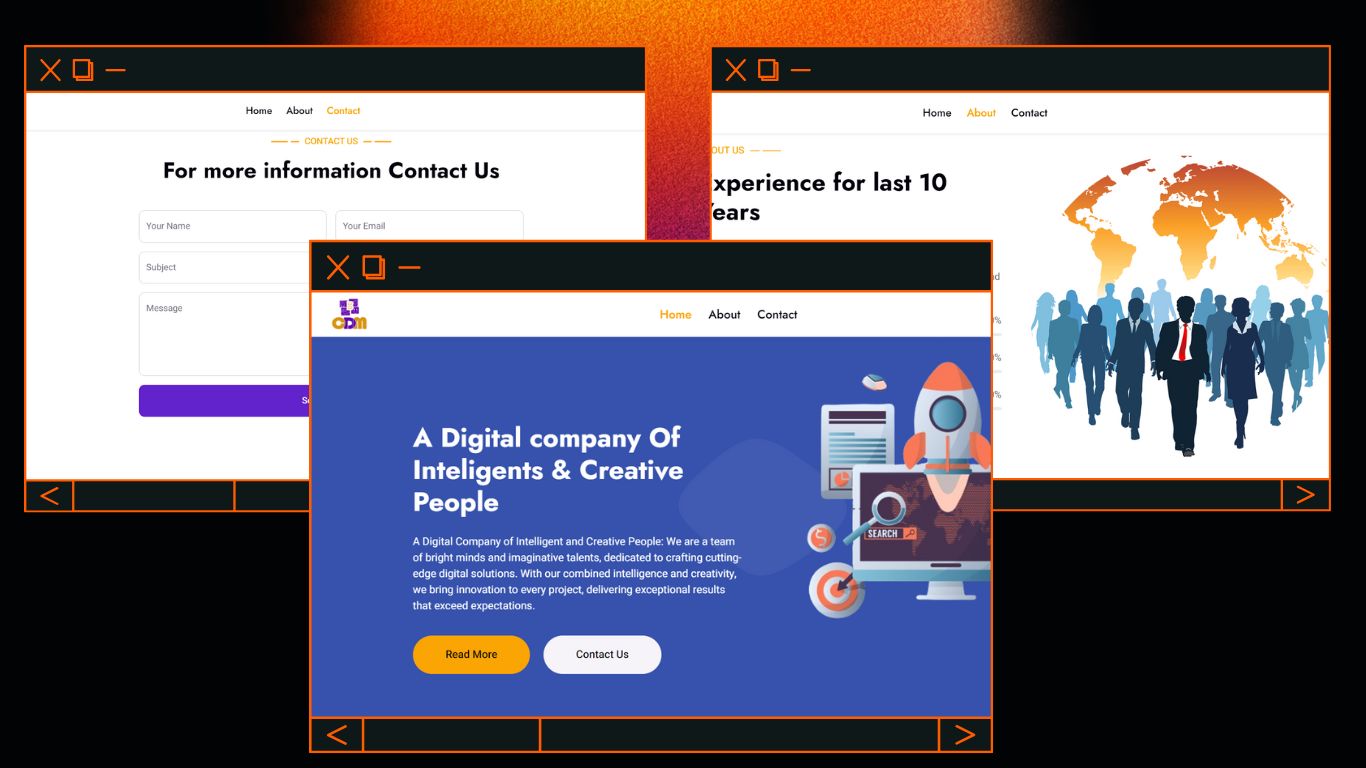 Home About Contact
CONTACT US
For more information Contact Us
Your Name Your Email
Subject
Message
Home About Contact
OUT US
xperience for last 10
ears
d
%
%
%
CDM
Home About Contact
A Digital company Of
Inteligents & Creative
People
A Digital Company of Intelligent and Creative People: We are a team
of bright minds and imaginative talents, dedicated to crafting cutting-
edge digital solutions. With our combined intelligence and creativity,
we bring innovation to every project, delivering exceptional results
that exceed expectations.
Read More Contact Us
SEARCH